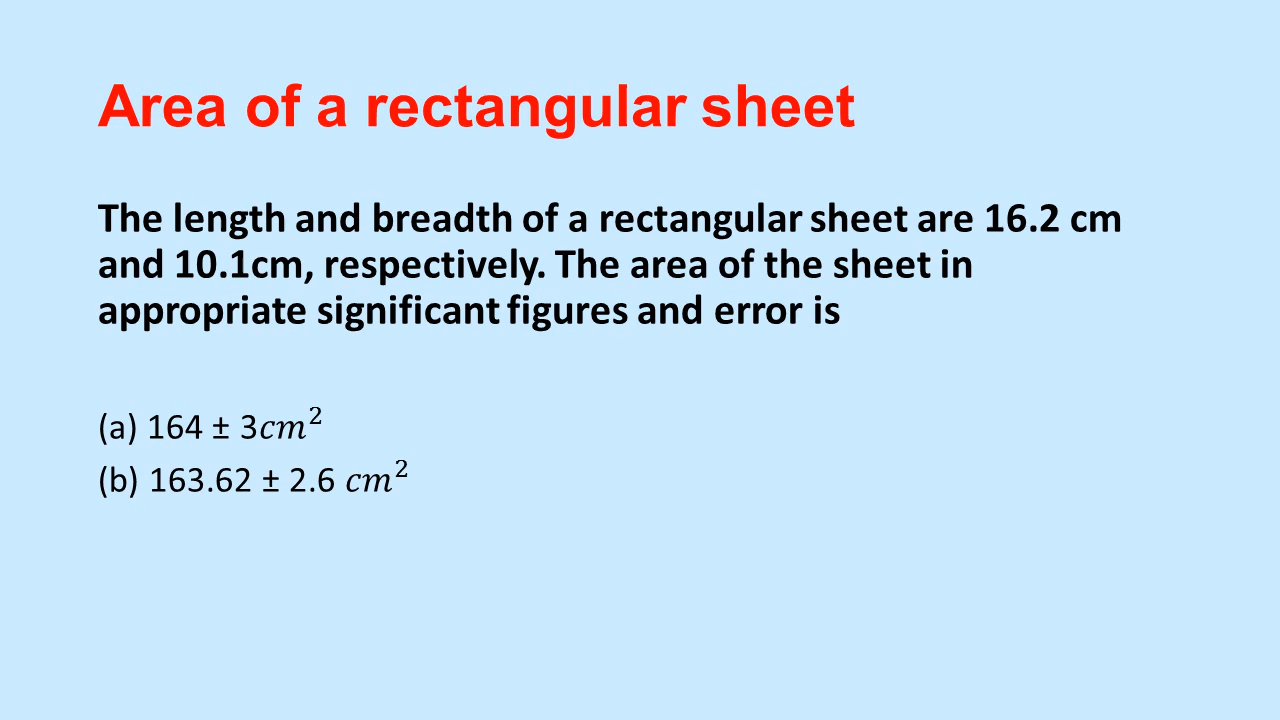 Area of a rectangular sheet
The length and breadth of a rectangular sheet are 16.2 cm
and 10.1cm, respectively. The area of the sheet in
appropriate significant figures and error is
(a) 164 ± 3𝑐𝑚²
(b) 163.62 ± 2.6 𝑐𝑚²